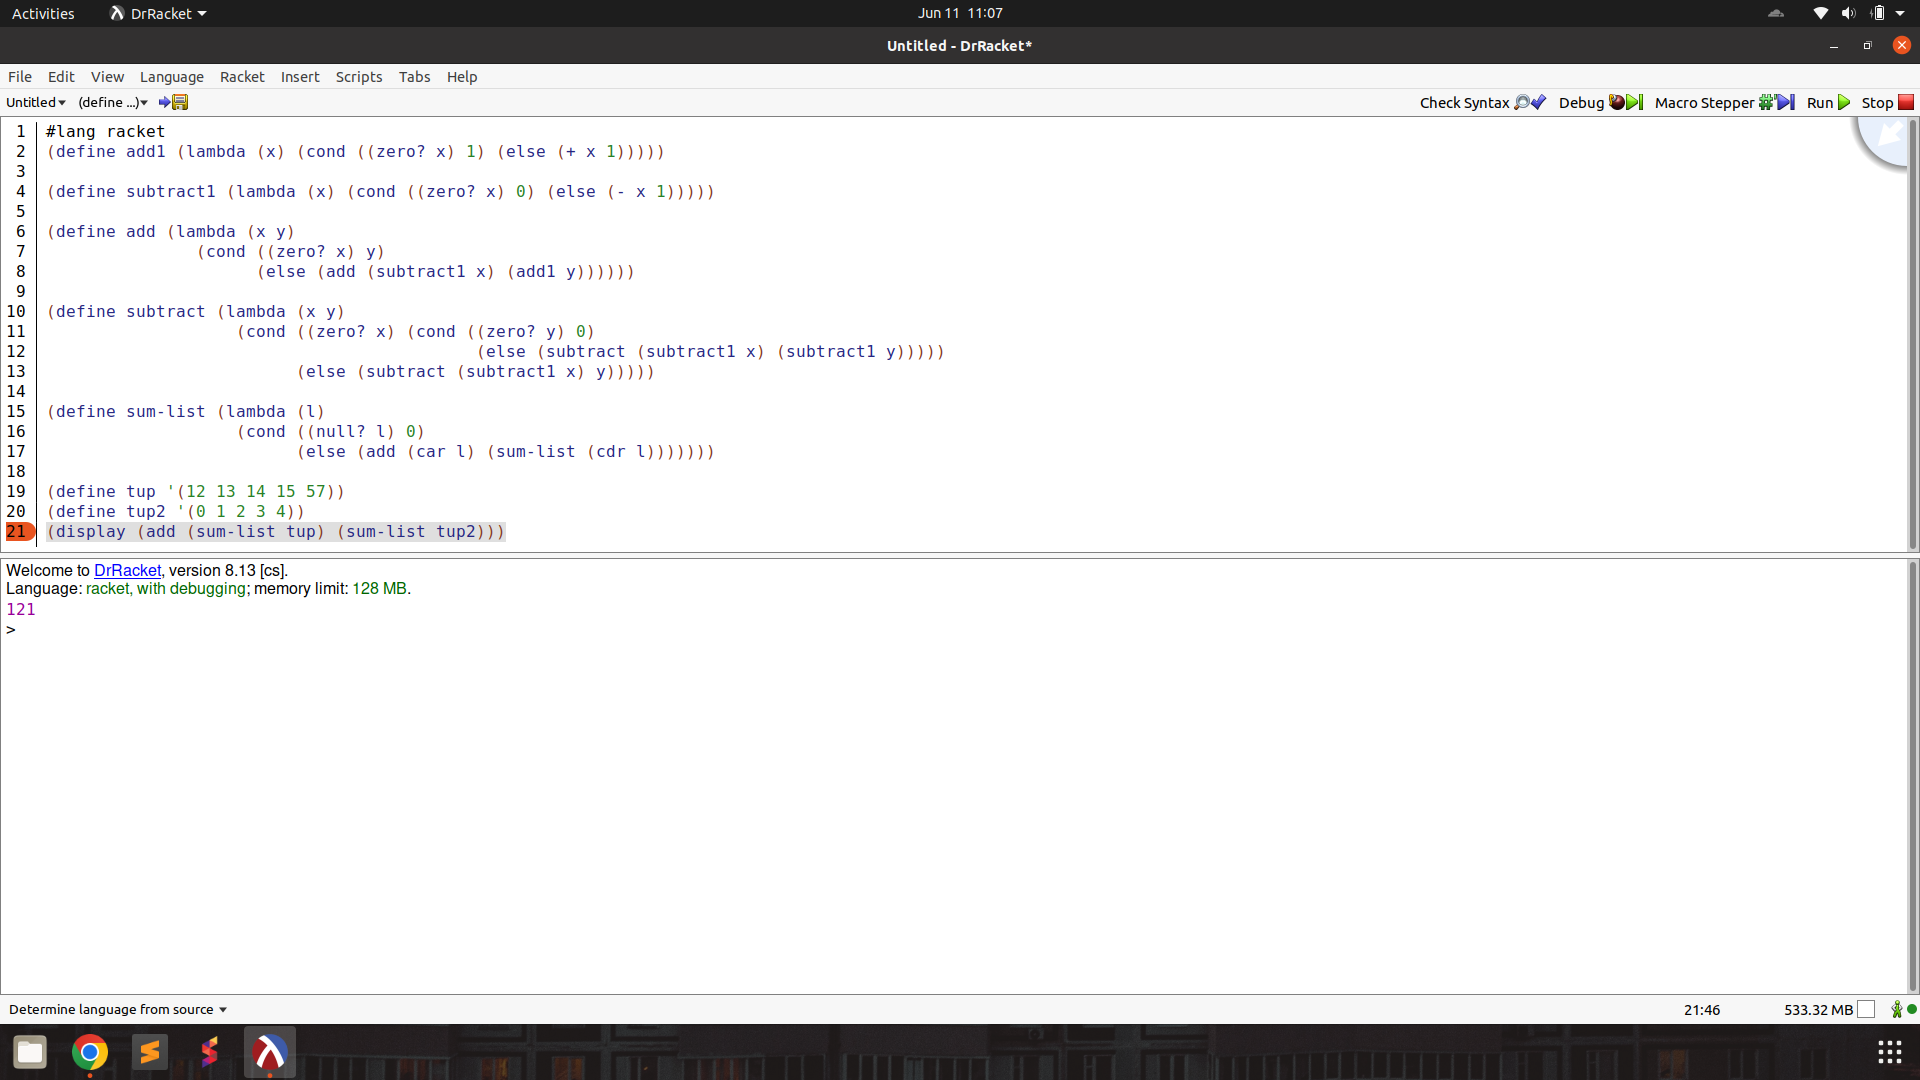 Activities DrRacket Jun 11 11:07
Untitled - DrRacket*
File Edit View Language Racket Insert Scripts Tabs Help
Untitled (define ...) Check Syntax Debug Macro Stepper Run Stop
1 #lang racket
2 (define add1 (lambda (x) (cond ((zero? x) 1) (else (+ x 1)))))
3
4 (define subtract1 (lambda (x) (cond ((zero? x) 0) (else (- x 1)))))
5
6 (define add (lambda (x y)
7                (cond ((zero? x) y)
8                      (else (add (subtract1 x) (add1 y))))))
9
10 (define subtract (lambda (x y)
11                    (cond ((zero? x) (cond ((zero? y) 0)
12                                            (else (subtract (subtract1 x) (subtract1 y)))))
13                          (else (subtract (subtract1 x) y)))))
14
15 (define sum-list (lambda (l)
16                    (cond ((null? l) 0)
17                          (else (add (car l) (sum-list (cdr l)))))))
18
19 (define tup '(12 13 14 15 57))
20 (define tup2 '(0 1 2 3 4))
21 (display (add (sum-list tup) (sum-list tup2)))
Welcome to DrRacket, version 8.13 [cs].
Language: racket, with debugging; memory limit: 128 MB.
121
>
Determine language from source 21:46 533.32 MB